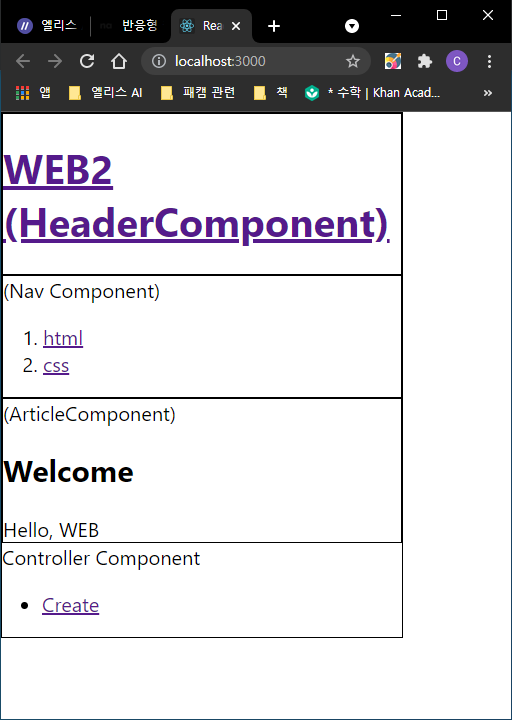 엘리스
반응형
Rea
localhost:3000
C
앱
엘리스 AI
패캠 관련
책
* 수학 | Khan Acad...
»
WEB2
(HeaderComponent)
(Nav Component)
1. html
2. css
(ArticleComponent)
Welcome
Hello, WEB
Controller Component
• Create